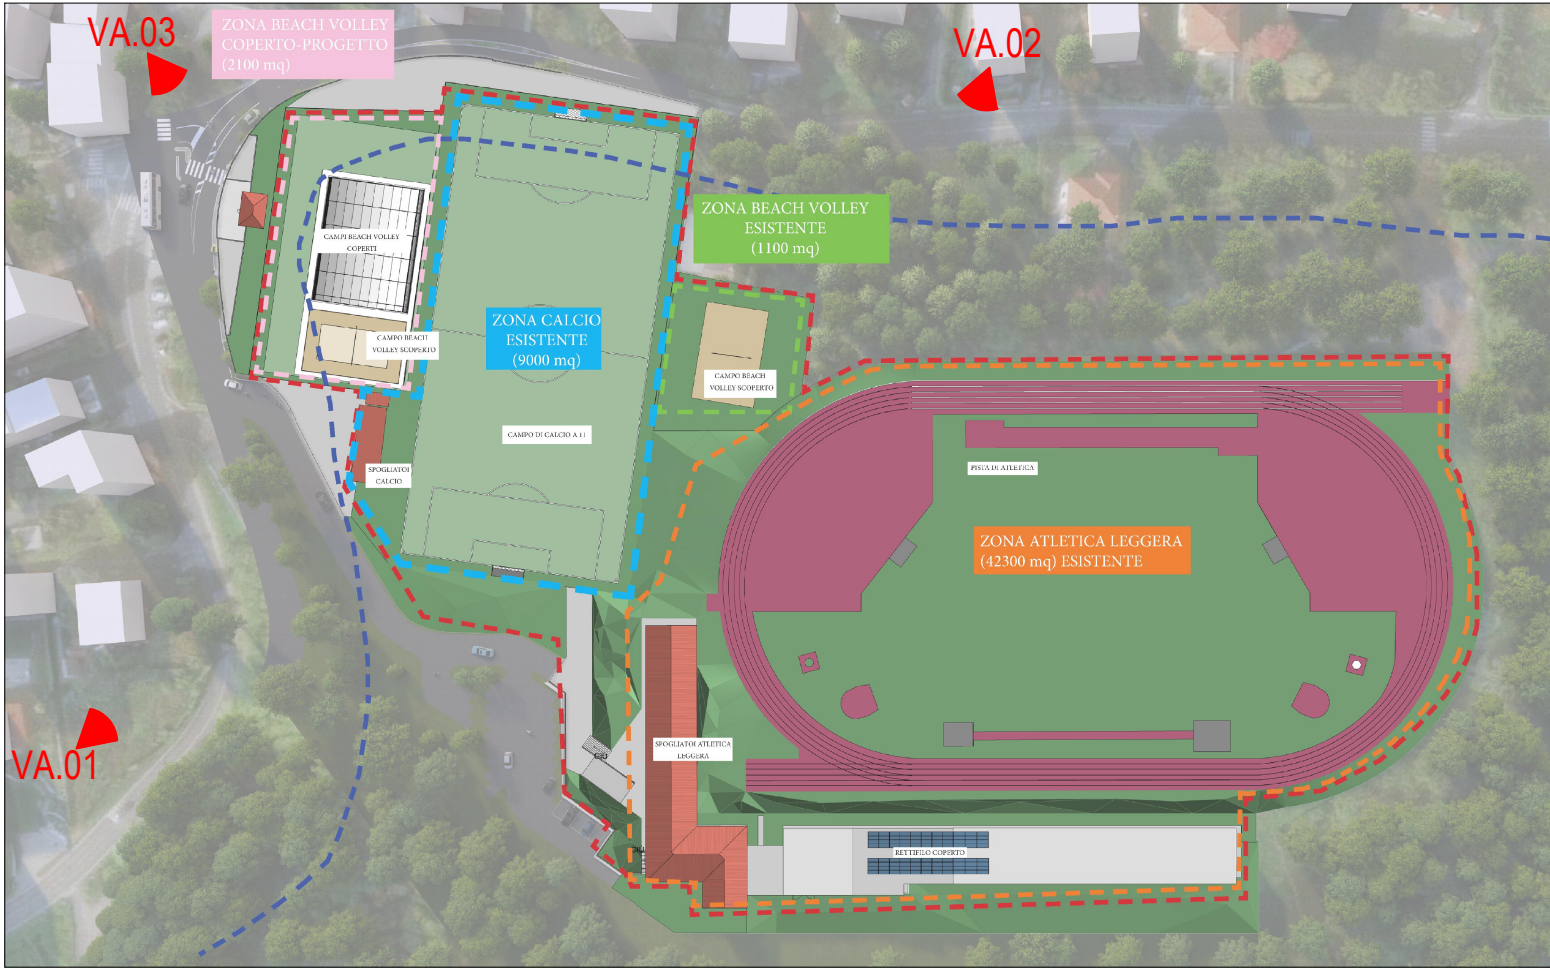 VA.03
ZONA BEACH VOLLEY
COPERTO-PROGETTO
(2100 mq)
VA.02
ZONA BEACH VOLLEY
ESISTENTE
(1100 mq)
CAMPI BEACH VOLLEY
COPERTI
ZONA CALCIO
ESISTENTE
(9000 mq)
CAMPO BEACH
VOLLEY SCOPERTO
CAMPO BEACH
VOLLEY SCOPERTO
CAMPO DI CALCIO A 11
SPOGLIATOI
CALCIO
PISTA DI ATLETICA
ZONA ATLETICA LEGGERA
(42300 mq) ESISTENTE
VA.01
SPOGLIATOI ATLETICA
LEGGERA
RETTIFILO COPERTO